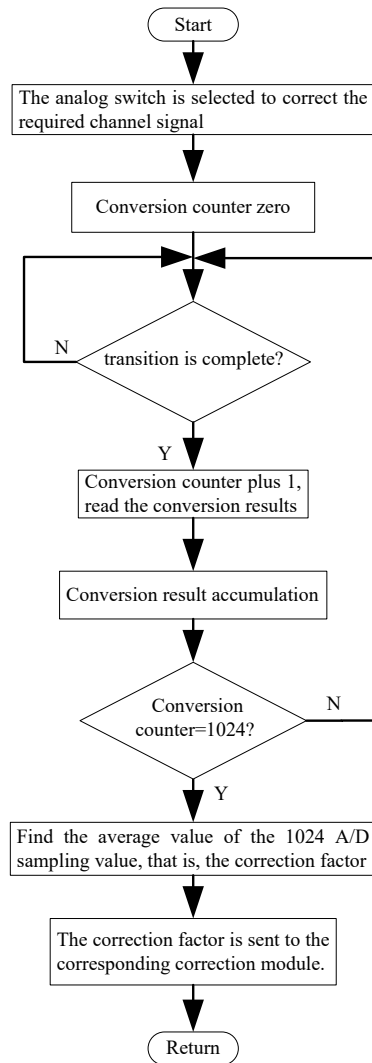 Start
The analog switch is selected to correct the
required channel signal
Conversion counter zero
N
transition is complete?
Y
Conversion counter plus 1,
read the conversion results
Conversion result accumulation
Conversion
counter=1024?
N
Y
Find the average value of the 1024 A/D
sampling value, that is, the correction factor
The correction factor is sent to the
corresponding correction module.
Return